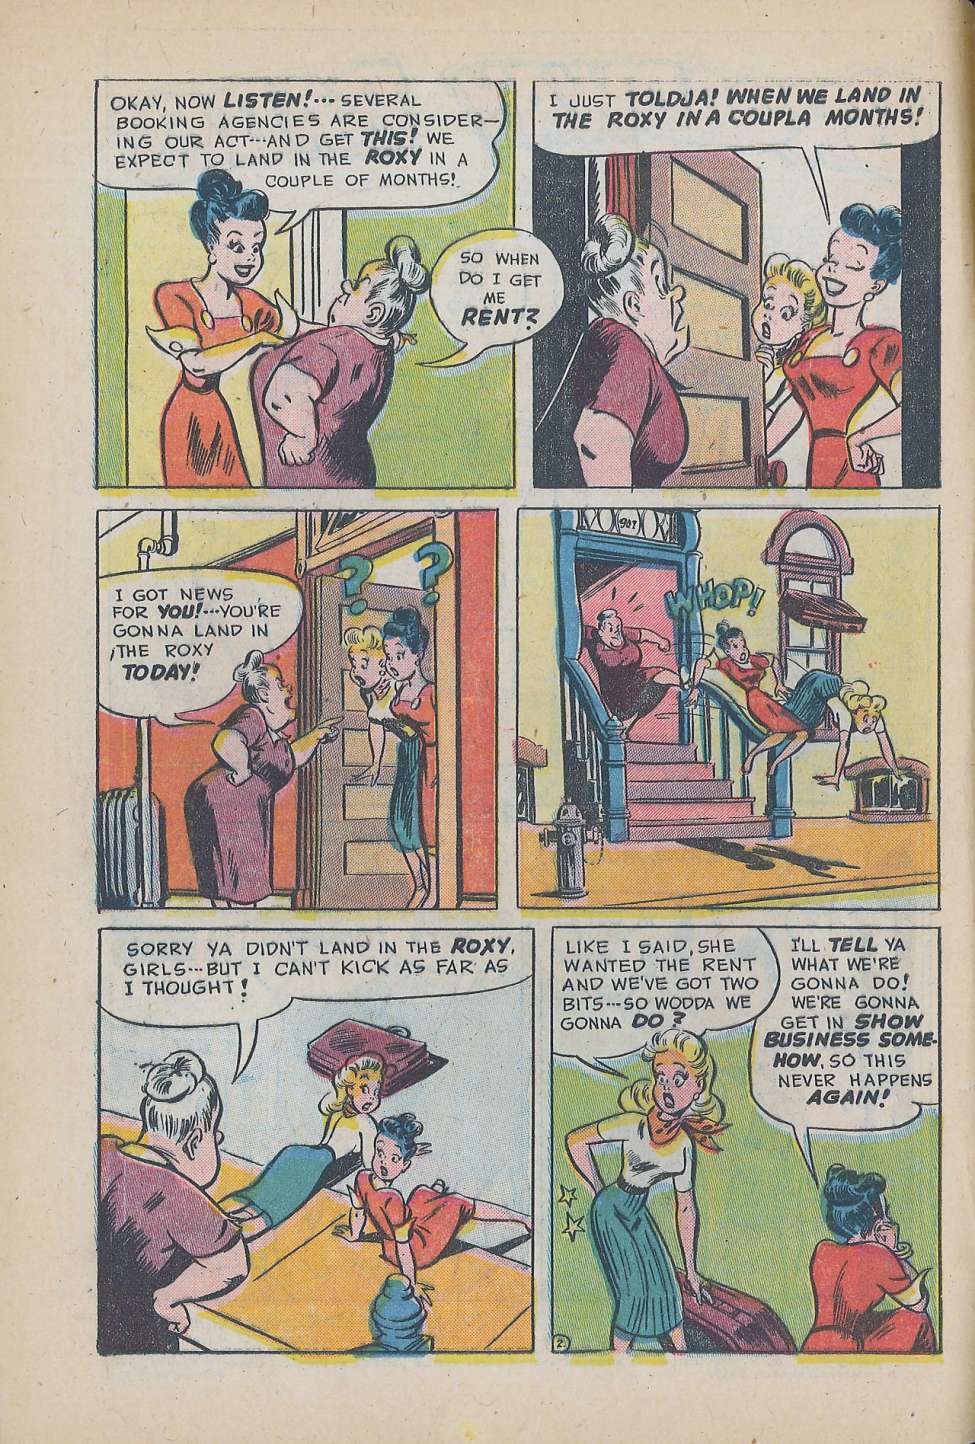 OKAY, NOW LISTEN!--- SEVERAL
BOOKING AGENCIES ARE CONSIDER-
ING OUR ACT---AND GET THIS! WE
EXPECT TO LAND IN THE ROXY IN A
COUPLE OF MONTHS!
SO WHEN
DO I GET
ME
RENT?
I JUST TOLDJA! WHEN WE LAND IN
THE ROXY IN A COUPLA MONTHS!
I GOT NEWS
FOR YOU!---YOU'RE
GONNA LAND IN
THE ROXY
TODAY!
?
?
907
WHOP!
SORRY YA DIDN'T LAND IN THE ROXY,
GIRLS---BUT I CAN'T KICK AS FAR AS
I THOUGHT!
LIKE I SAID, SHE
WANTED THE RENT
AND WE'VE GOT TWO
BITS---SO WODDA WE
GONNA DO?
I'LL TELL YA
WHAT WE'RE
GONNA DO!
WE'RE GONNA
GET IN SHOW
BUSINESS SOME-
HOW, SO THIS
NEVER HAPPENS
AGAIN!
2.